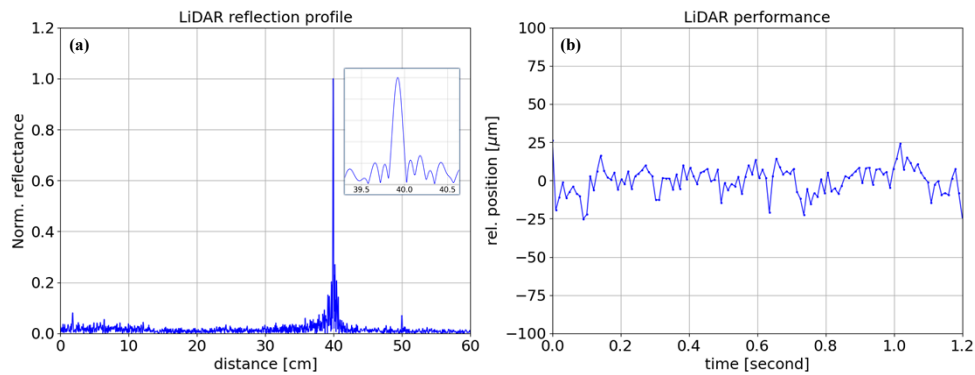 LiDAR reflection profile
(a)
Norm. reflectance
1.2
1.0
0.8
0.6
0.4
0.2
0.0
39.5 40.0 40.5
0 10 20 30 40 50 60
distance [cm]
LiDAR performance
(b)
rel. position [μm]
100
75
50
25
0
−25
−50
−75
−100
0.0 0.2 0.4 0.6 0.8 1.0 1.2
time [second]